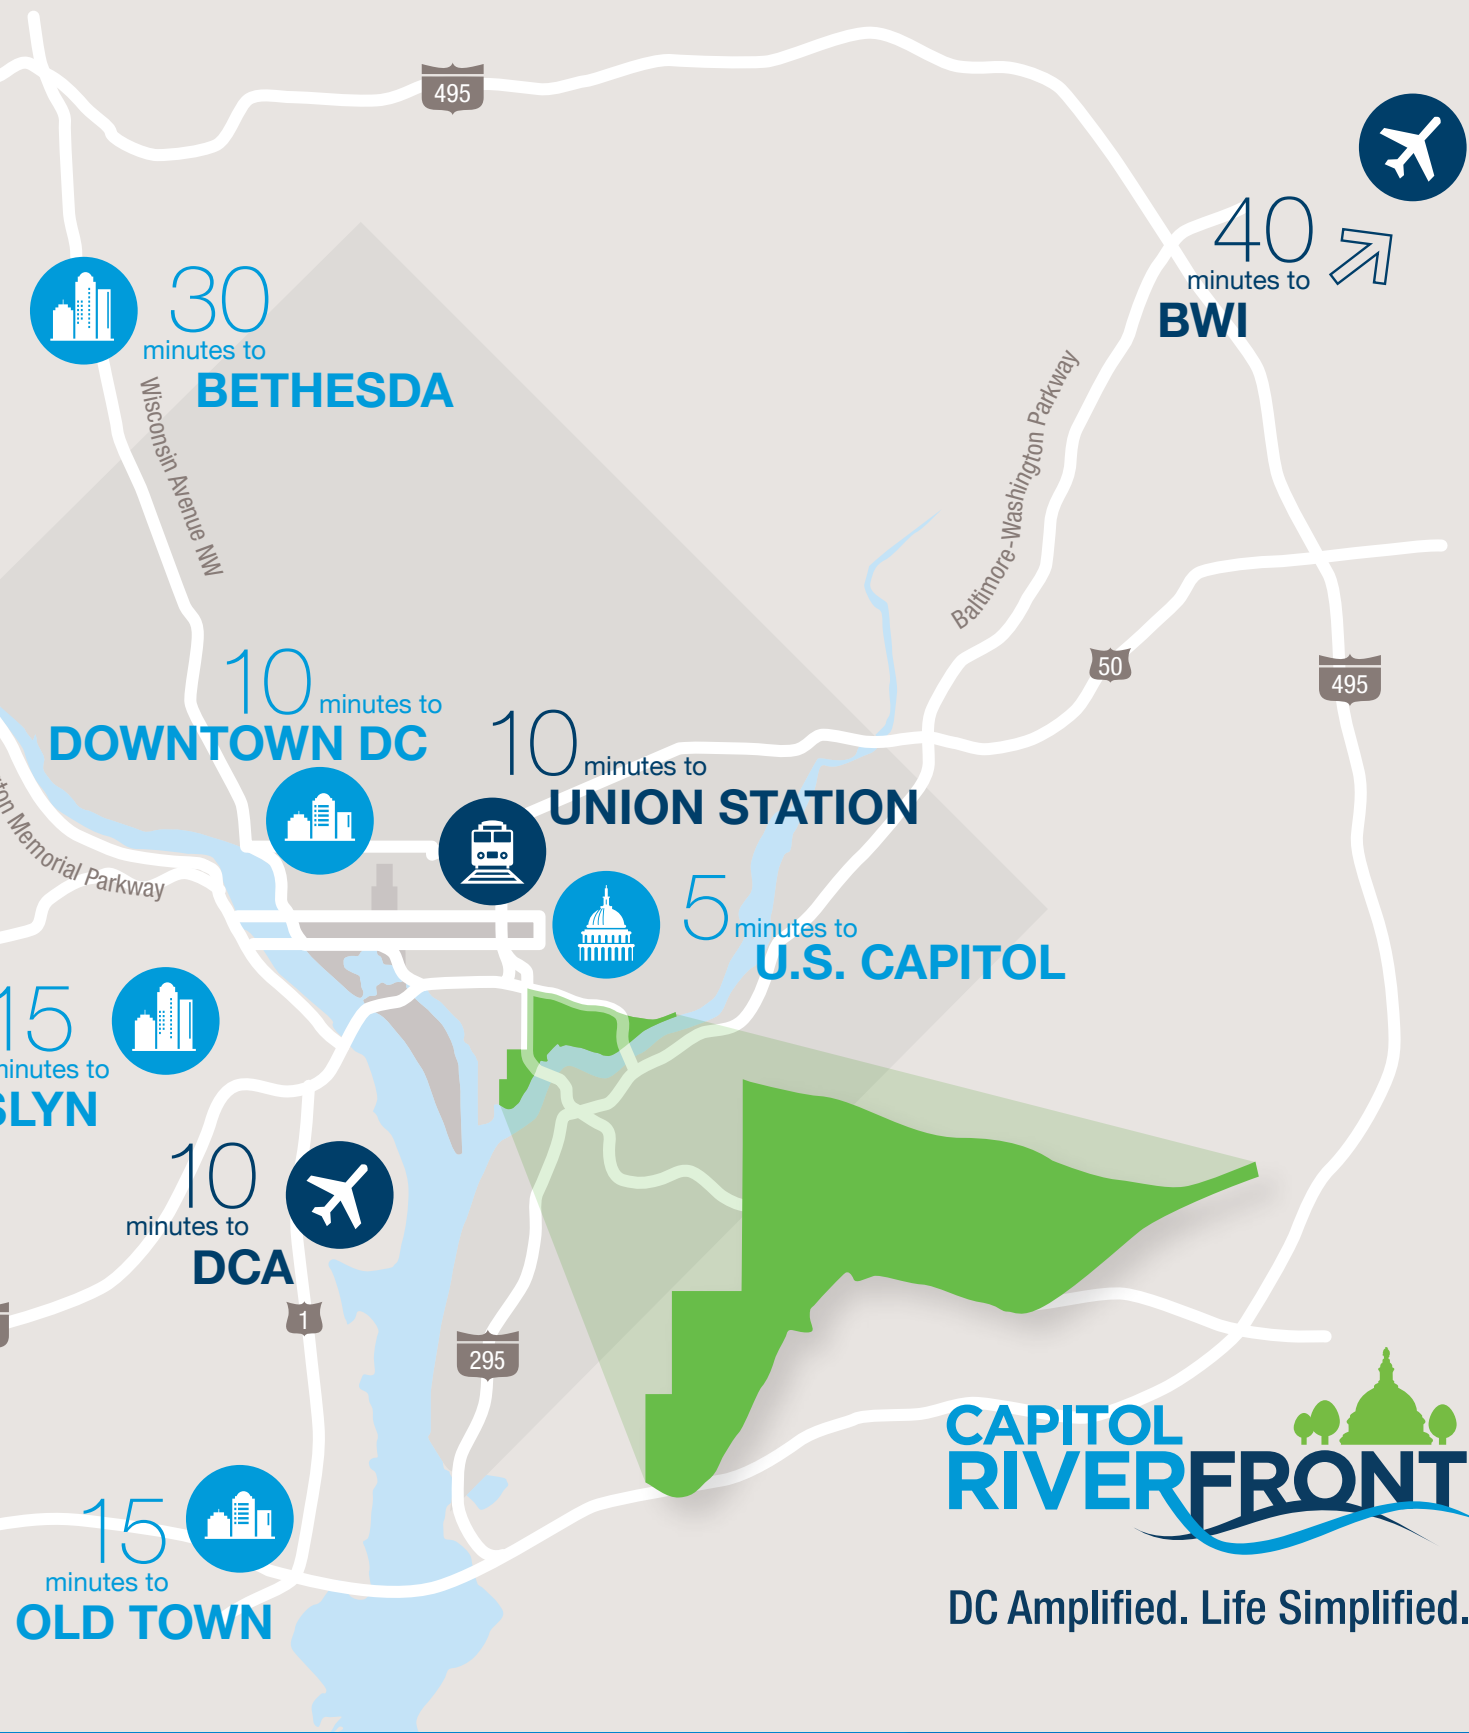 495
40
minutes to
BWI
30
minutes to
BETHESDA
Wisconsin Avenue NW
Baltimore-Washington Parkway
50
495
10 minutes to
DOWNTOWN DC
10 minutes to
UNION STATION
Memorial Parkway
5 minutes to
U.S. CAPITOL
15
minutes to
SLYN
10
minutes to
DCA
1
295
CAPITOL
RIVERFRONT
15
minutes to
OLD TOWN
DC Amplified. Life Simplified.